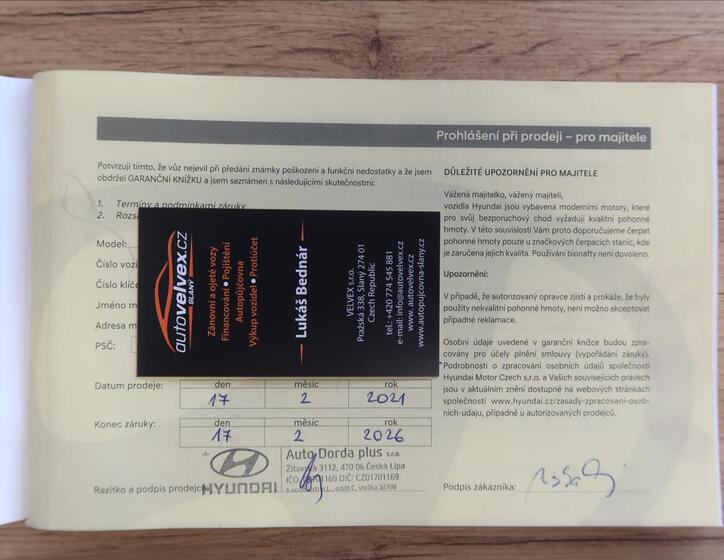 Prohlášení při prodeji – pro majitele
Potvrzuji tímto, že vůz nejevil při předání známky poškození a funkční nedostatky a že jsem
obdržel GARANČNÍ KNÍŽKU a jsem seznámen s následujícími skutečnostmi:
1. Termíny a podmínkami záruky
2.
Model:
Číslo
Číslo
Jméno
Adresa
PSČ:
autovelvex.cz
SLANÝ
Zánovní a ojeté vozy
Financování • Pojištění
Autopůjčovna
Výkup vozidel • Protiúčet
Lukáš Bednár
VELVEX s.r.o.
Pražská 338, Slaný 274 01
Czech Republic
tel.: +420 774 545 881
e-mail: info@autovelvex.cz
www. autovelvex.cz
www.autopujcovna-slany.cz
Datum prodeje:
den měsíc rok
17 2 2021
Konec záruky:
den měsíc rok
17 2 2026
HYUNDAI
Auto Dorda plus s.r.o.
3112, 470 06 Česká Lípa
DIČ: CZ01701169
Razítko a podpis prodejce
DŮLEŽITÉ UPOZORNĚNÍ PRO MAJITELE
Vážená majitelko, vážený majiteli,
vozidla Hyundai jsou vybavena moderními motory, které
pro svůj bezporuchový chod vyžadují kvalitní pohonné
hmoty. V této souvislosti Vám proto doporučujeme čerpat
pohonné hmoty pouze u značkových čerpacích stanic, kde
je zaručena jejich kvalita. Používání bionafty není dovoleno.
Upozornění:
V případě, že autorizovaný opravce zjistí a prokáže, že byly
použity nekvalitní pohonné hmoty, není možno akceptovat
případné reklamace.
Osobní údaje uvedené v garanční knížce budou zpra-
covány pro účely plnění smlouvy (vypořádání záruky).
Podrobnosti o zpracování osobních údajů společností
Hyundai Motor Czech s.r.o. a Vašich souvisejících právech
jsou v aktuálním znění dostupné na webových stránkách
společnosti www.hyundai.cz/zasady-zpracovani-osob-
nich-udaju, případně u autorizovaných prodejců.
Podpis zákazníka: